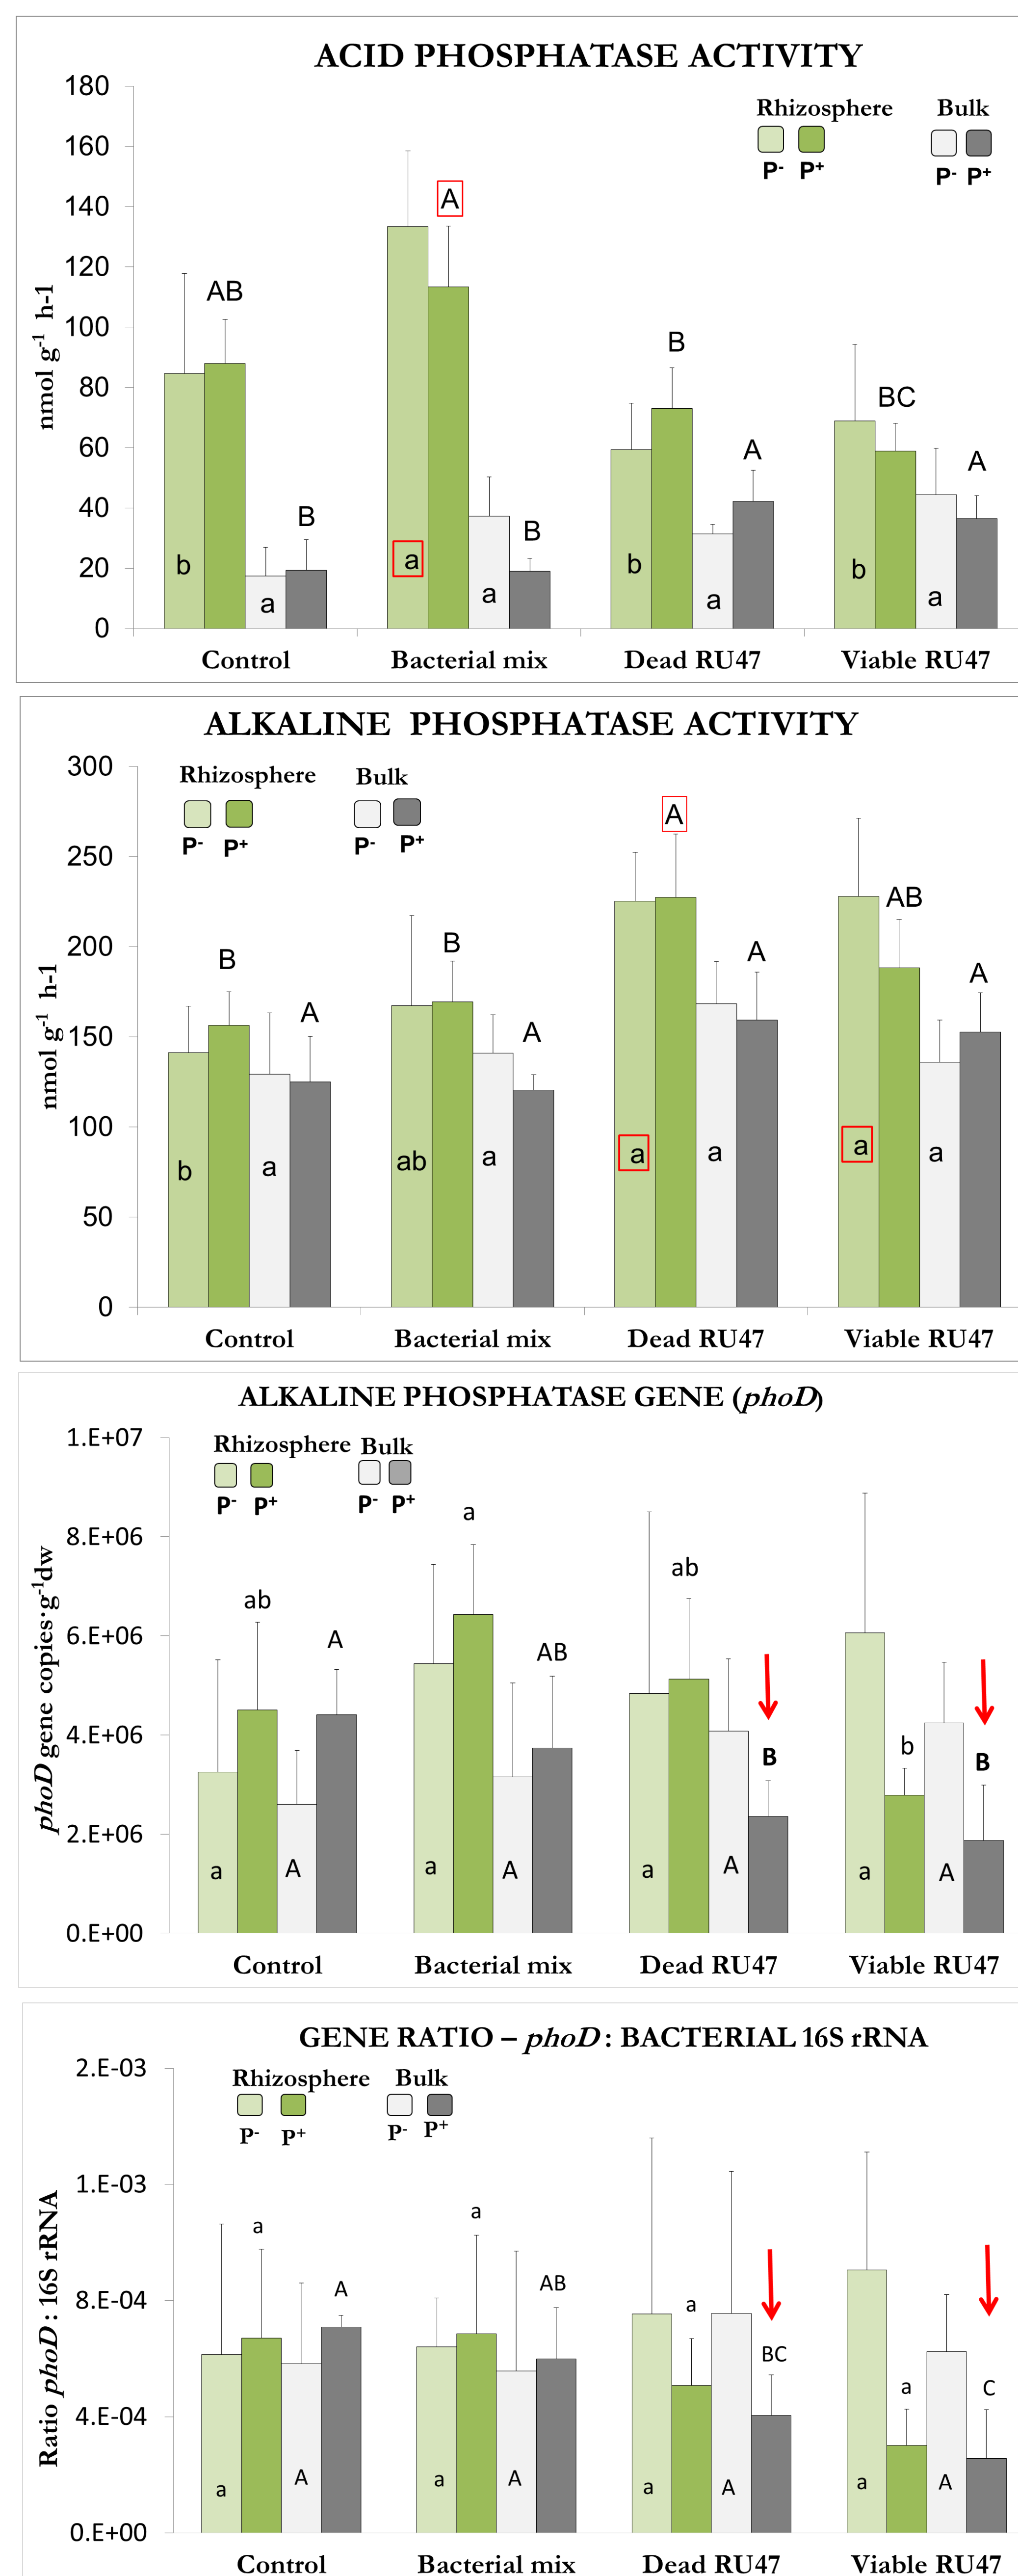 ACID PHOSPHATASE ACTIVITY
180
Rhizosphere Bulk
P- P+ P- P+
160
140
120
100
80
60
40
20
0
nmol g-1 h-1
A
AB
B
BC
B
B
A
A
b a b b
a a a a
Control Bacterial mix Dead RU47 Viable RU47
ALKALINE PHOSPHATASE ACTIVITY
300
Rhizosphere Bulk
P- P+ P- P+
250
200
150
100
50
0
nmol g-1 h-1
A
AB
B B
A A
A A
b a ab a a a a a
Control Bacterial mix Dead RU47 Viable RU47
ALKALINE PHOSPHATASE GENE (phoD)
1.E+07
Rhizosphere Bulk
P- P+ P- P+
8.E+06
6.E+06
4.E+06
2.E+06
0.E+00
phoD gene copies·g-1dw
a
ab ab
A AB
b
B B
a A a A a A a A
Control Bacterial mix Dead RU47 Viable RU47
GENE RATIO – phoD : BACTERIAL 16S rRNA
2.E-03
Rhizosphere Bulk
P- P+ P- P+
1.E-03
8.E-04
4.E-04
0.E+00
Ratio phoD : 16S rRNA
a a
A AB a
BC
a C
a A a A a A a A
Control Bacterial mix Dead RU47 Viable RU47